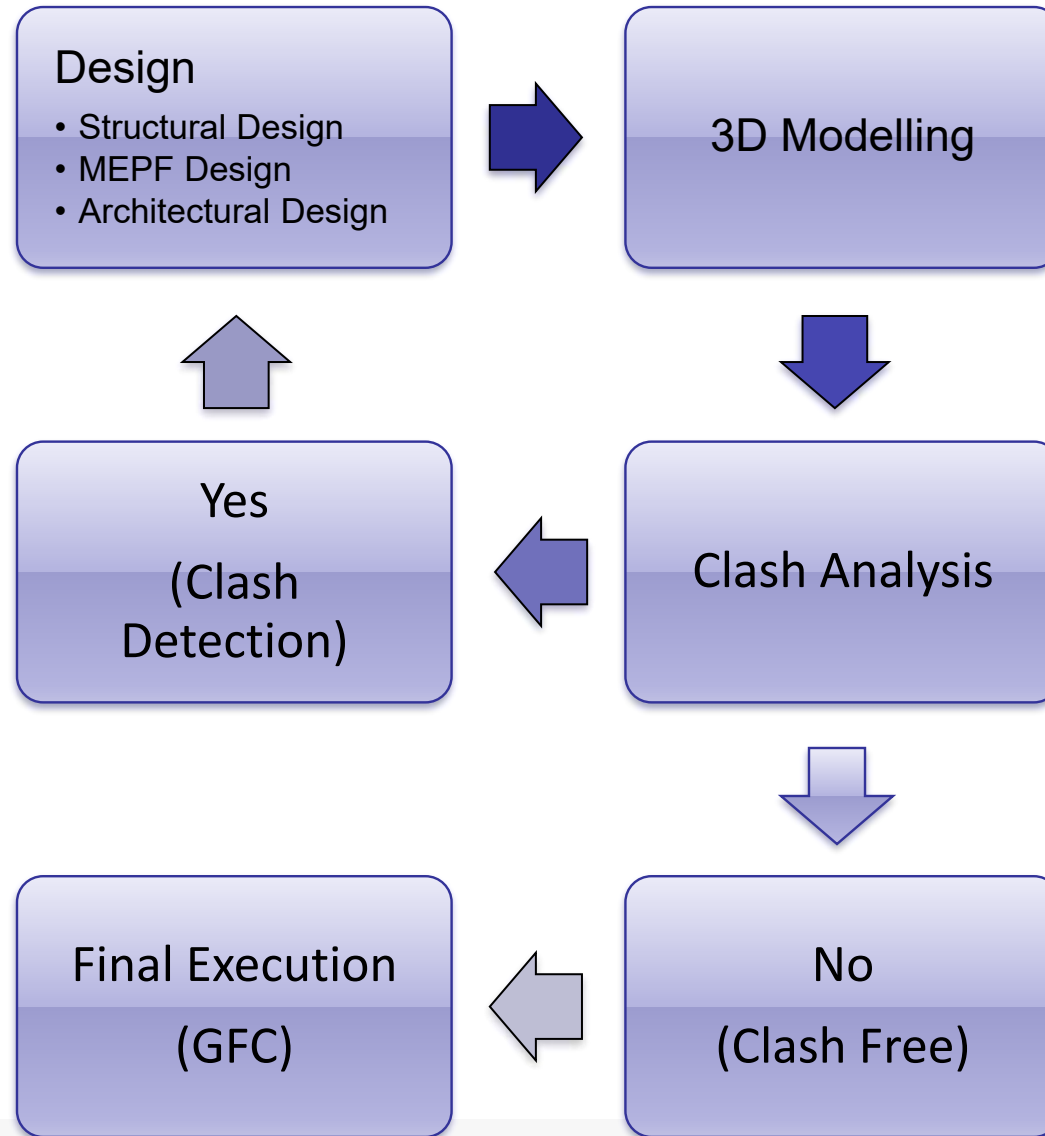 Design
• Structural Design
• MEPF Design
• Architectural Design
3D Modelling
Yes
(Clash
Detection)
Clash Analysis
Final Execution
(GFC)
No
(Clash Free)